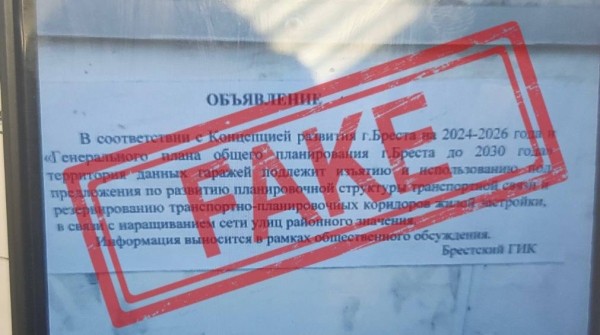 ОБЪЯВЛЕНИЕ
В соответствии с Концепцией развития г.Бреста на 2024-2026 года и
«Генерального плана общего планирования г.Бреста до 2030 года»
территория данных гаражей подлежит изъятию и использованию под
предложения по развитию планировочной структуры транспортной связи и
резервированию транспортно-планировочных коридоров жилой застройки,
в связи с наращиванием сети улиц районного значения.
Информация выносится в рамках общественного обсуждения.
Брестский ГИК
FAKE